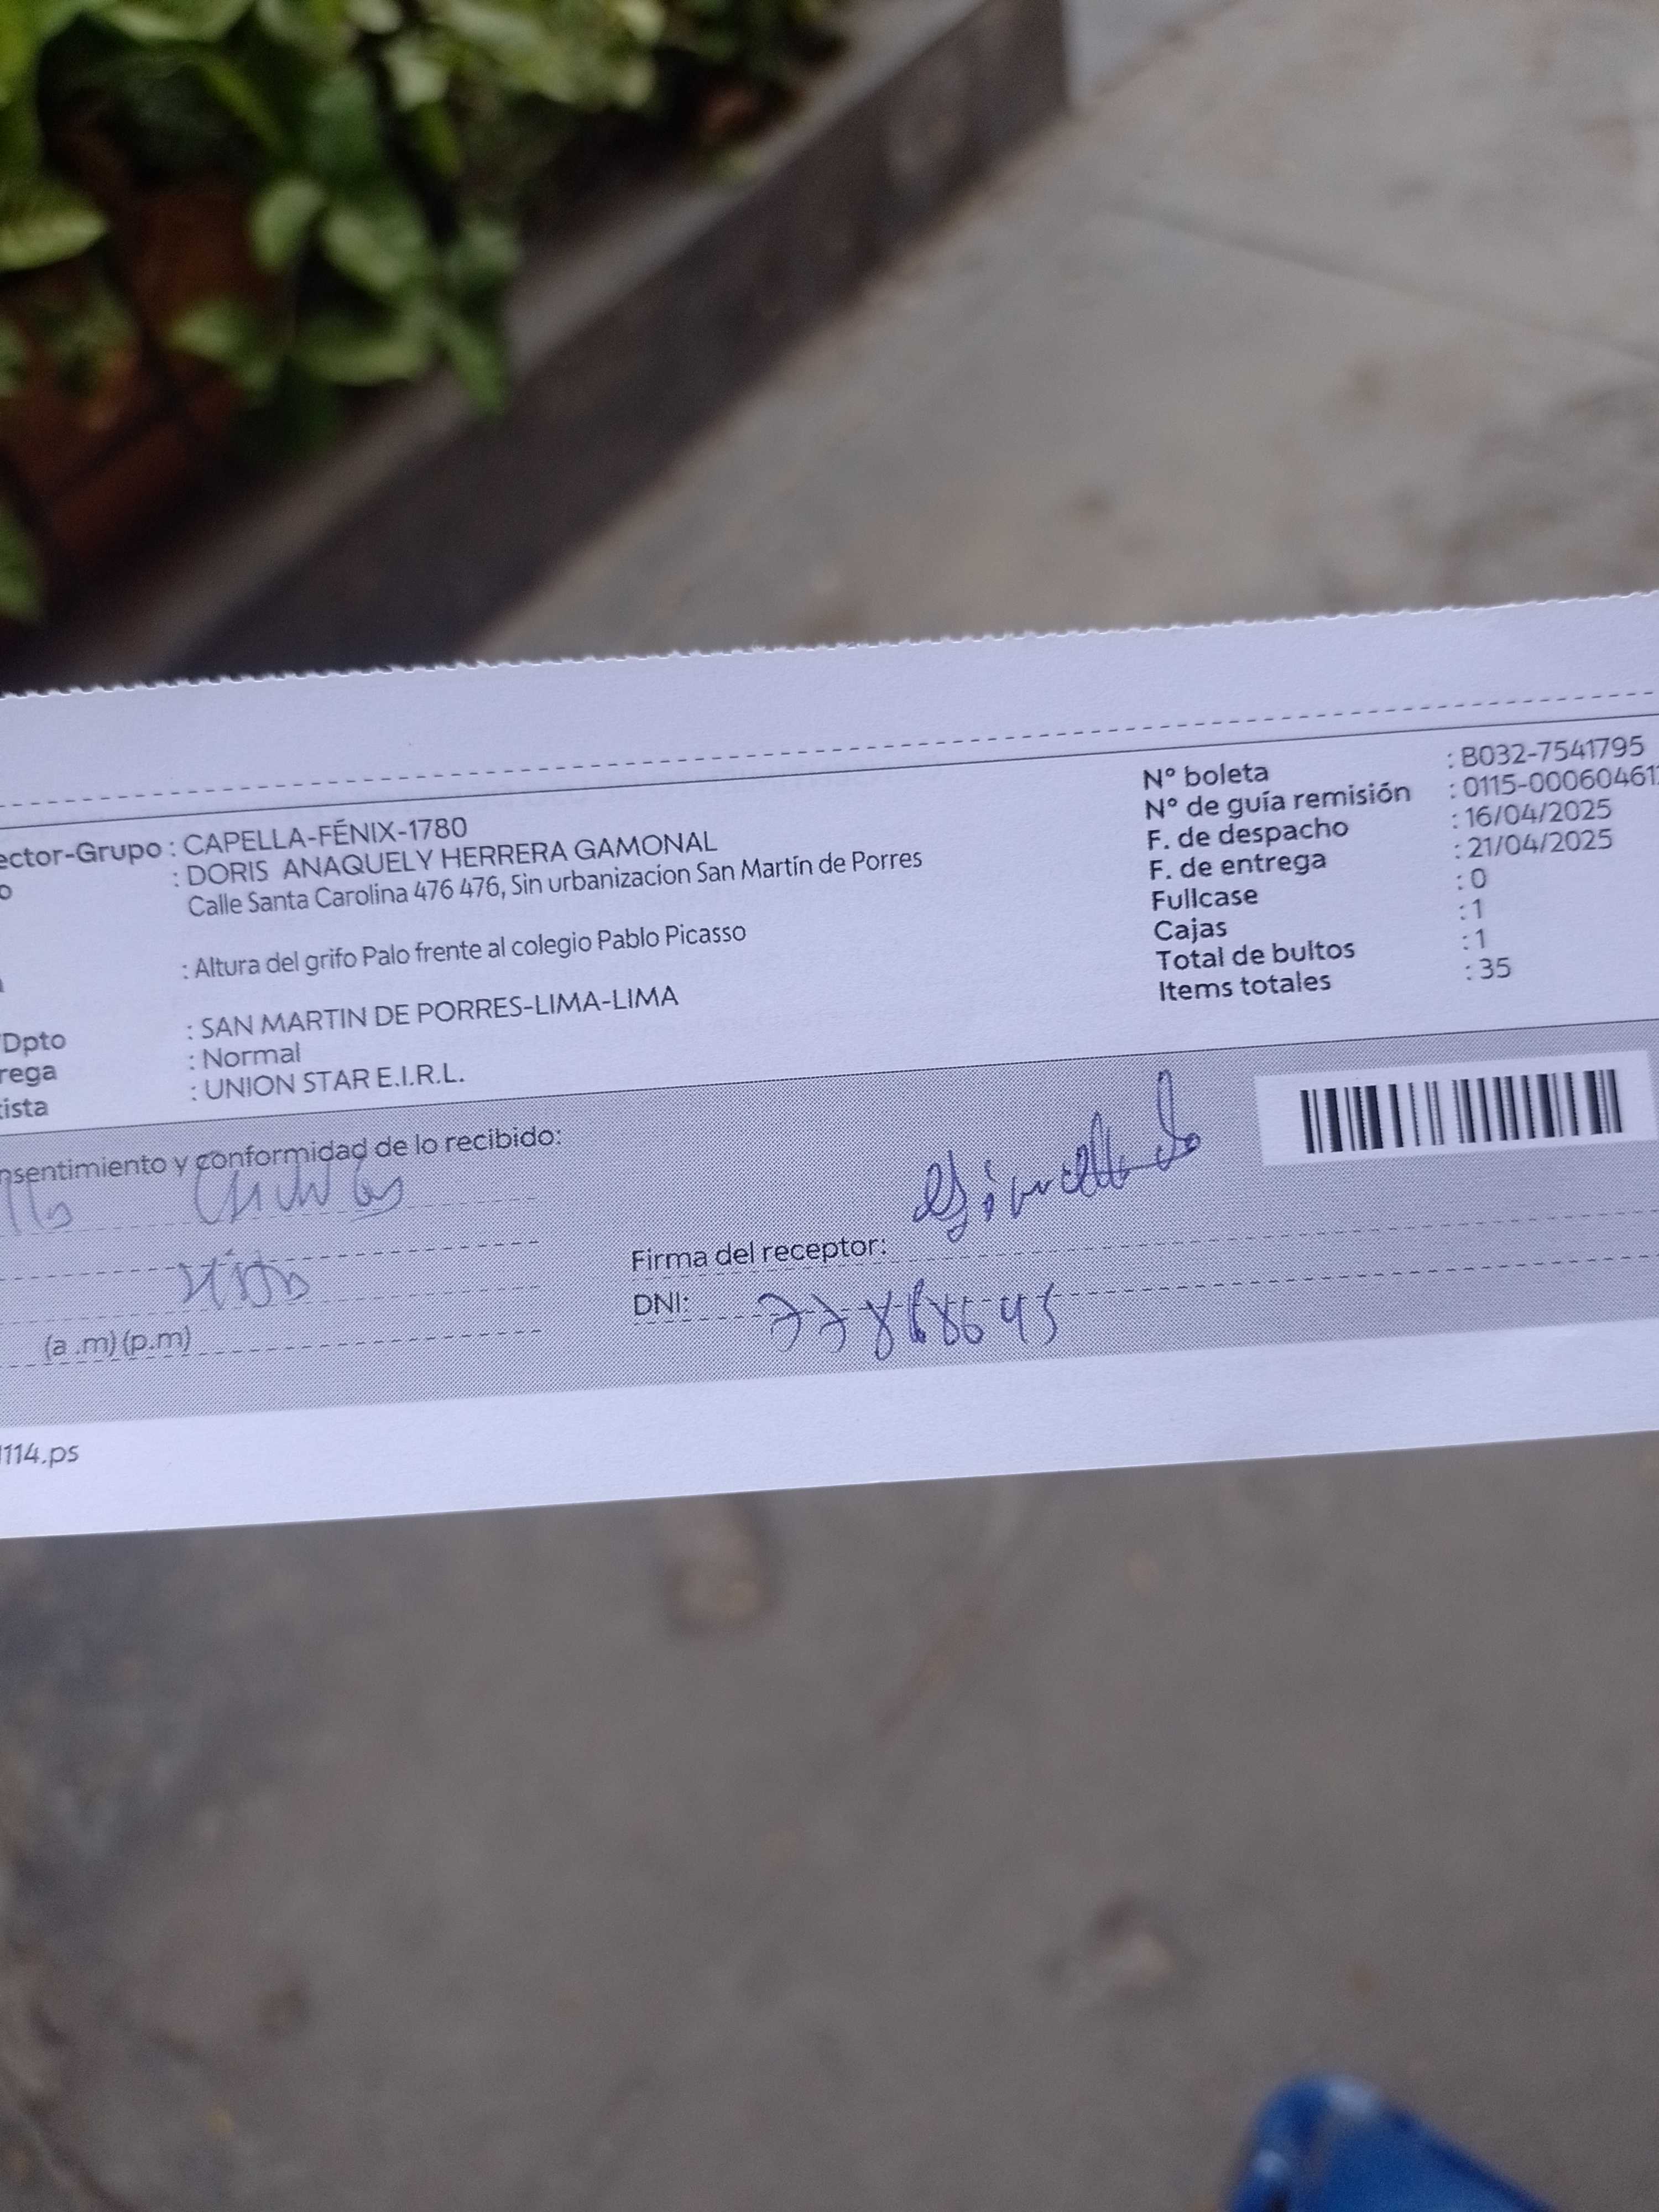 ector-Grupo : CAPELLA-FÉNIX-1780
o : DORIS ANAQUELY HERRERA GAMONAL
Calle Santa Carolina 476 476, Sin urbanizacion San Martín de Porres
: Altura del grifo Palo frente al colegio Pablo Picasso
Dpto : SAN MARTIN DE PORRES-LIMA-LIMA
rega : Normal
ista : UNION STAR E.I.R.L.
N° boleta : B032-7541795
N° de guía remisión : 0115-00060461
F. de despacho : 16/04/2025
F. de entrega : 21/04/2025
Fullcase : 0
Cajas : 1
Total de bultos : 1
Items totales : 35
nsentimiento y conformidad de lo recibido:
Firma del receptor:
DNI:
(a .m) (p.m)
114.ps